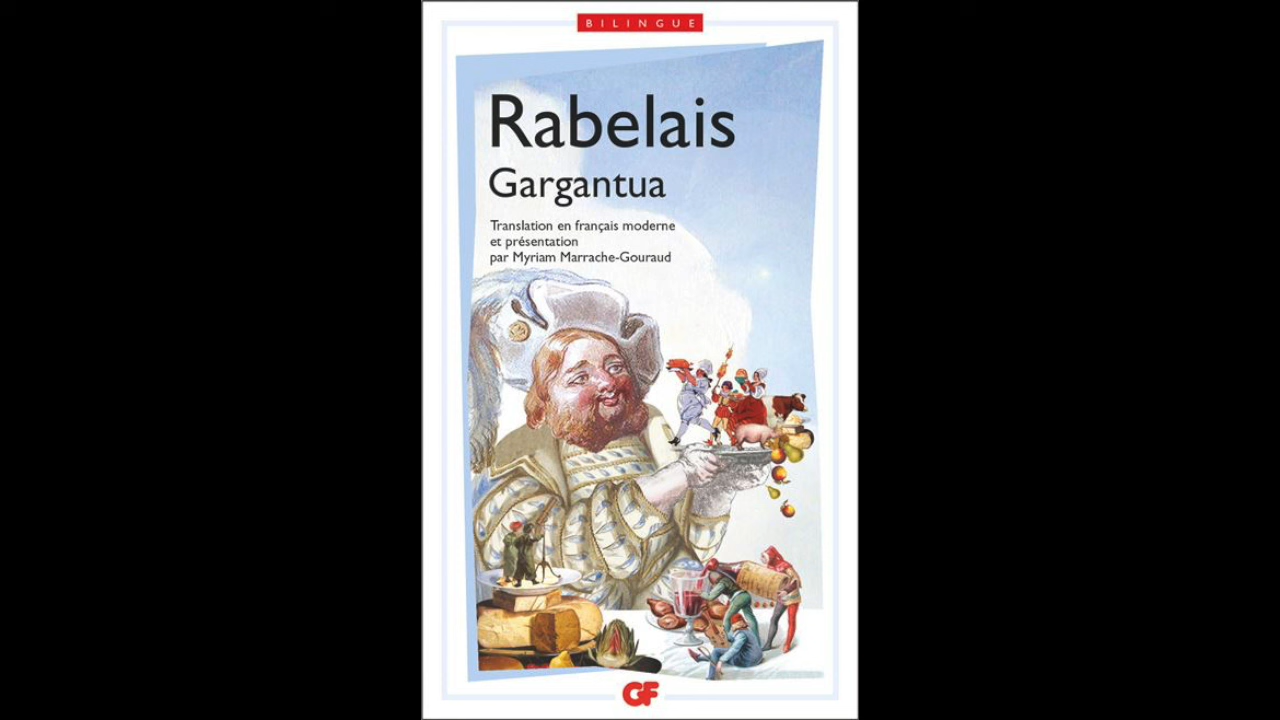 BILINGUE
Rabelais
Gargantua
Translation en français moderne
et présentation
par Myriam Marrache-Gouraud
GF